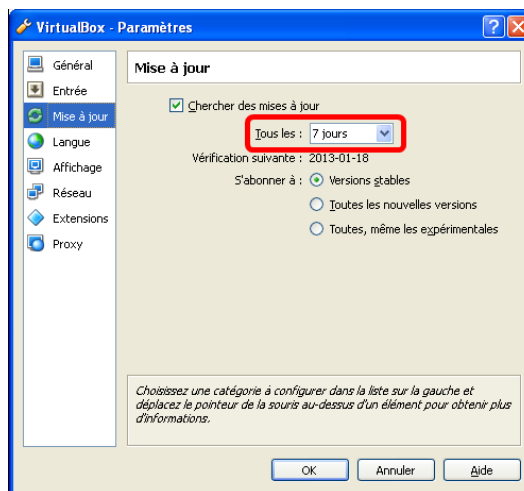 VirtualBox - Paramètres
Général
Entrée
Mise à jour
Langue
Affichage
Réseau
Extensions
Proxy
Mise à jour
Chercher des mises à jour
Tous les : 7 jours
Vérification suivante : 2013-01-18
S'abonner à : Versions stables
Toutes les nouvelles versions
Toutes, même les expérimentales
Choisissez une catégorie à configurer dans la liste sur la gauche et
déplacez le pointeur de la souris au-dessus d'un élément pour obtenir plus
d'informations.
OK Annuler Aide